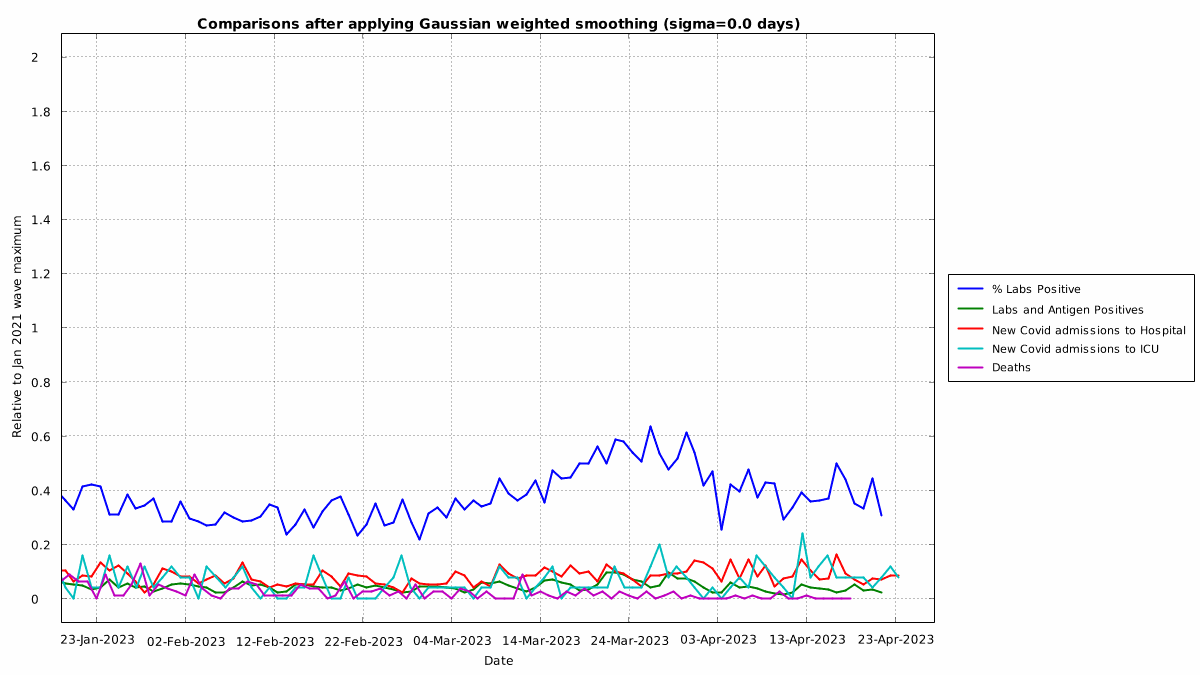 Comparisons after applying Gaussian weighted smoothing (sigma=0.0 days)
2
1.8
1.6
1.4
1.2
1
0.8
0.6
0.4
0.2
0
Relative to Jan 2021 wave maximum
23-Jan-2023 02-Feb-2023 12-Feb-2023 22-Feb-2023 04-Mar-2023 14-Mar-2023 24-Mar-2023 03-Apr-2023 13-Apr-2023 23-Apr-2023
Date
% Labs Positive
Labs and Antigen Positives
New Covid admissions to Hospital
New Covid admissions to ICU
Deaths